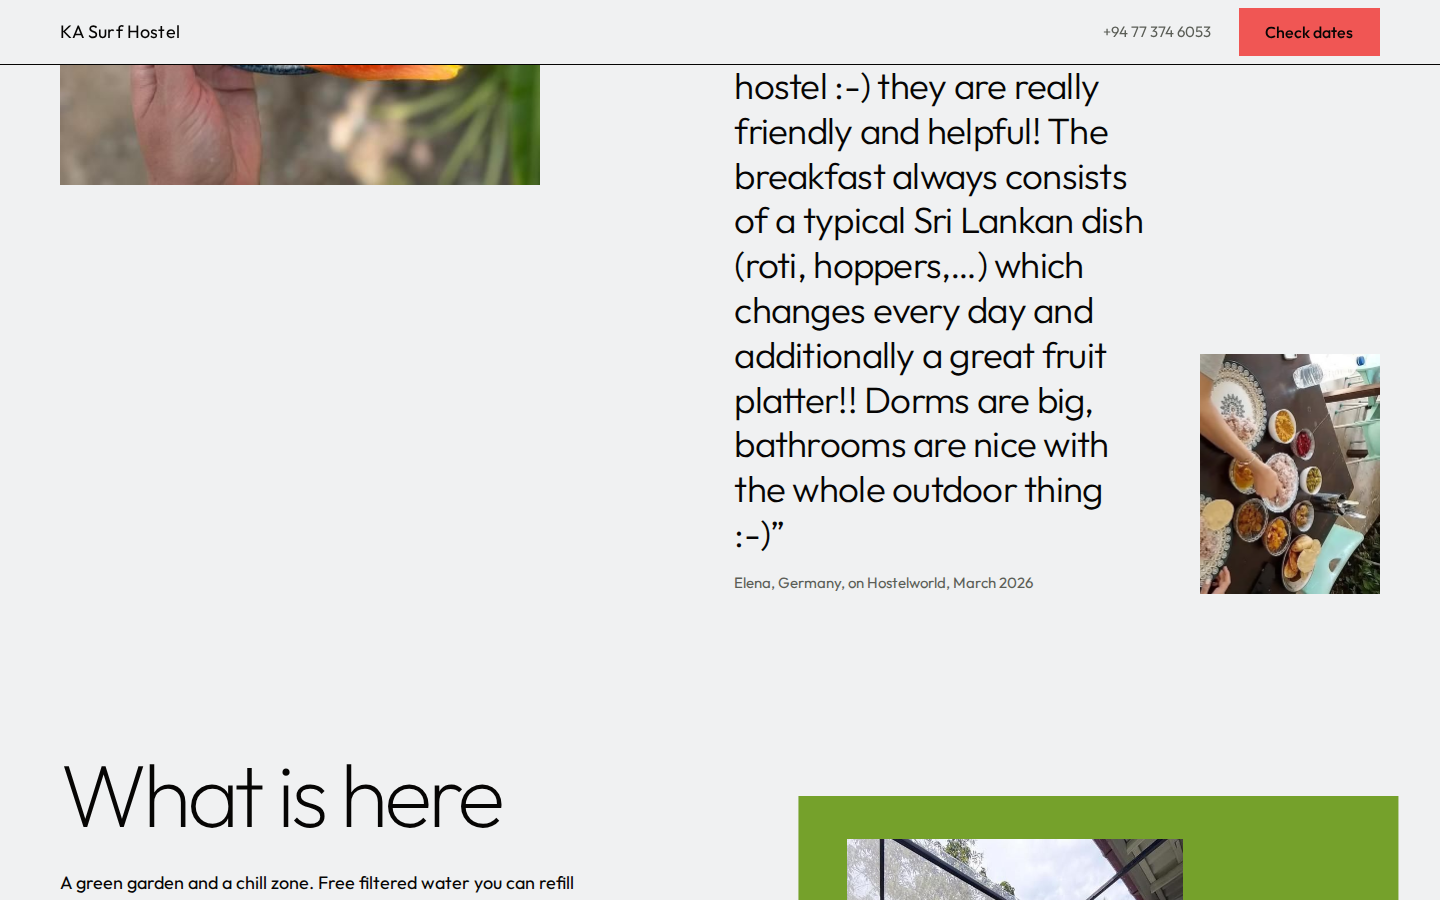 KA Surf Hostel
+94 77 374 6053
Check dates
hostel :-) they are really
friendly and helpful! The
breakfast always consists
of a typical Sri Lankan dish
(roti, hoppers,...) which
changes every day and
additionally a great fruit
platter!! Dorms are big,
bathrooms are nice with
the whole outdoor thing
:-)”
Elena, Germany, on Hostelworld, March 2026
What is here
A green garden and a chill zone. Free filtered water you can refill